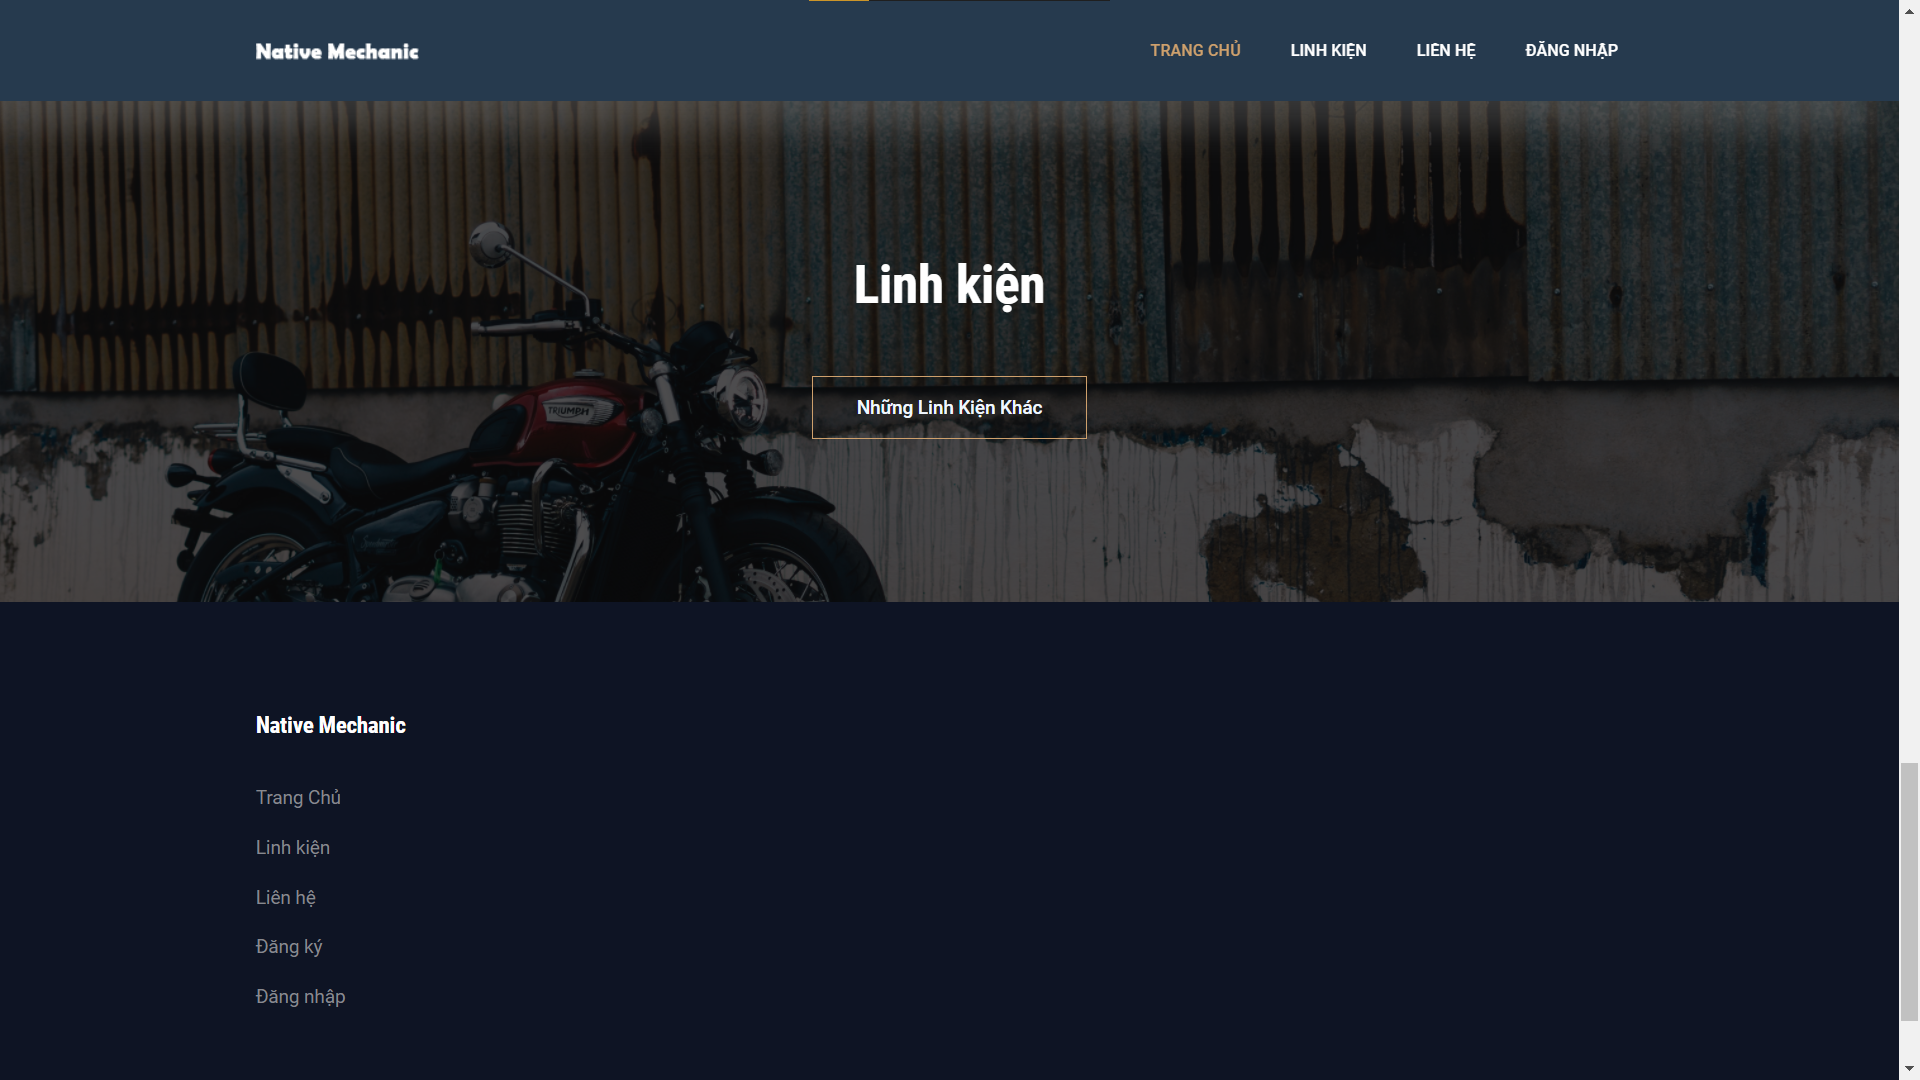 Native Mechanic
TRANG CHỦ
LINH KIỆN
LIÊN HỆ
ĐĂNG NHẬP
Linh kiện
Những Linh Kiện Khác
TRIUMPH
Native Mechanic
Trang Chủ
Linh kiện
Liên hệ
Đăng ký
Đăng nhập